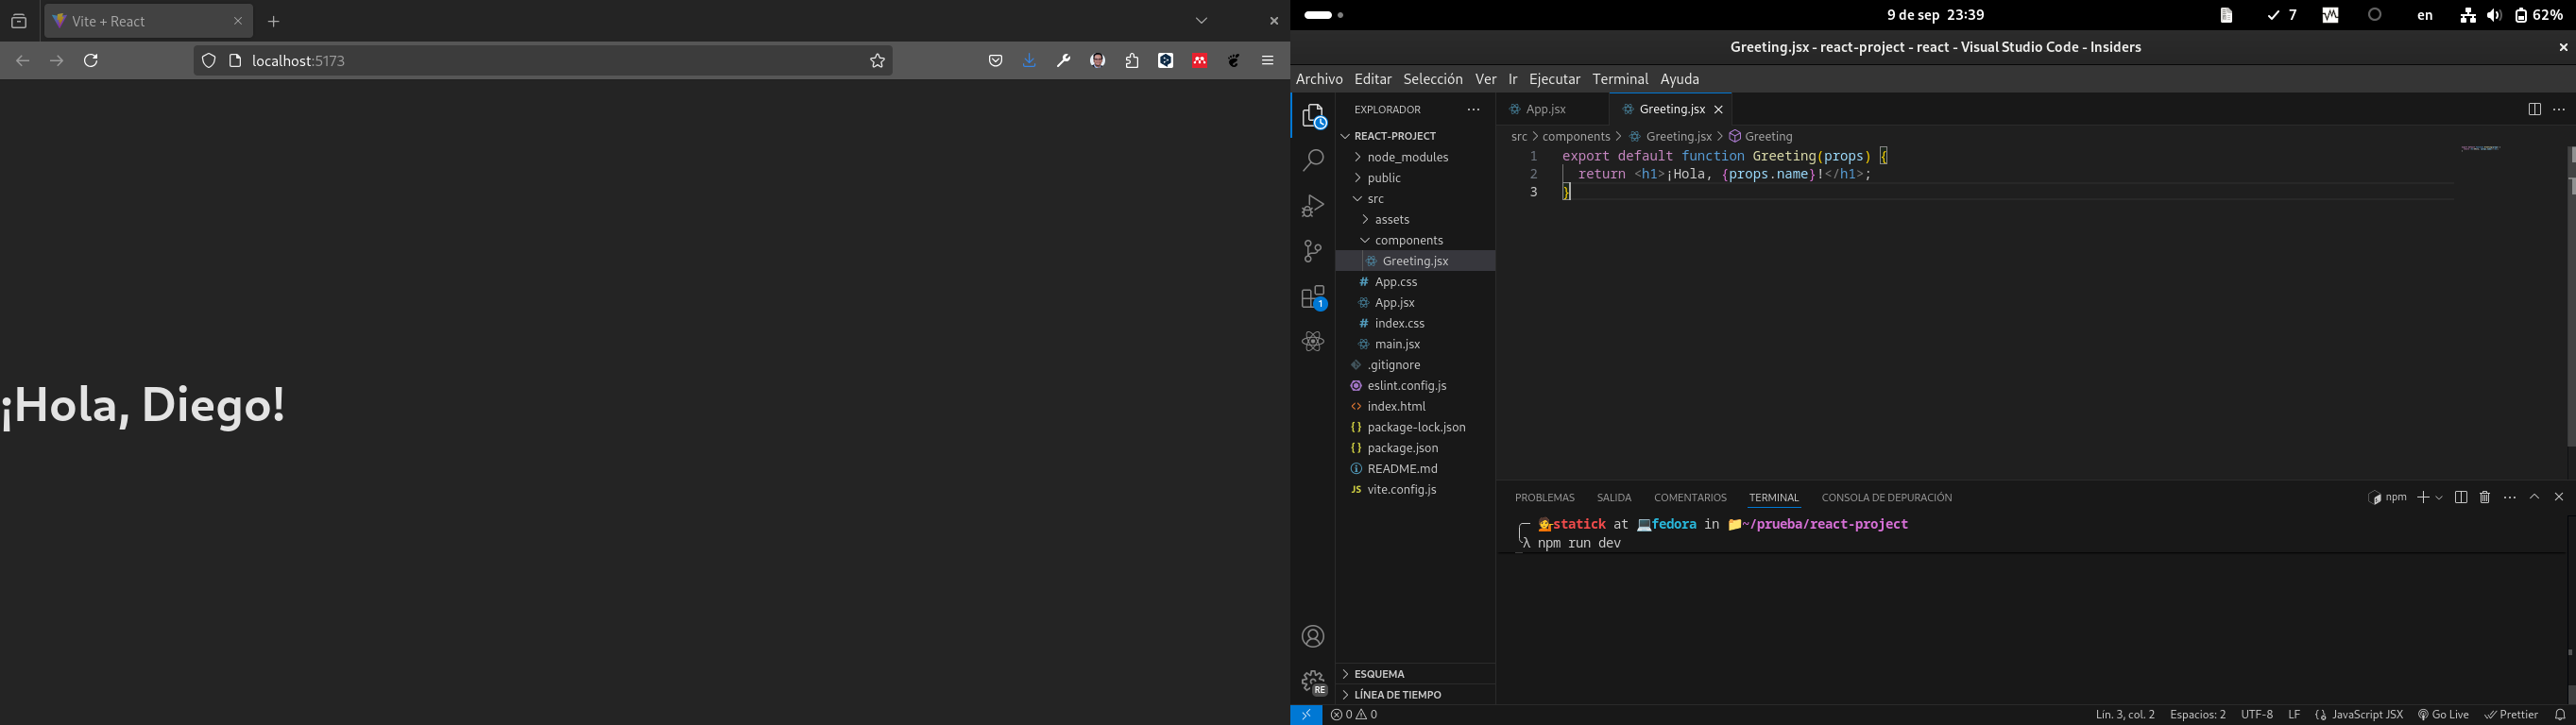 Vite + React
localhost:5173
¡Hola, Diego!
9 de sep 23:39
7
en
62%
Greeting.jsx - react-project - react - Visual Studio Code - Insiders
Archivo Editar Selección Ver Ir Ejecutar Terminal Ayuda
EXPLORADOR
REACT-PROJECT
node_modules
public
src
assets
components
Greeting.jsx
App.css
App.jsx
index.css
main.jsx
.gitignore
eslint.config.js
index.html
package-lock.json
package.json
README.md
vite.config.js
ESQUEMA
LÍNEA DE TIEMPO
1
RE
App.jsx Greeting.jsx
src > components > Greeting.jsx > Greeting
1 export default function Greeting(props) {
2 return <h1>¡Hola, {props.name}!</h1>;
3 }
PROBLEMAS SALIDA COMENTARIOS TERMINAL CONSOLA DE DEPURACIÓN
npm
statick at fedora in ~/prueba/react-project
λ npm run dev
0 0
Lín. 3, col. 2 Espacios: 2 UTF-8 LF JavaScript JSX Go Live Prettier